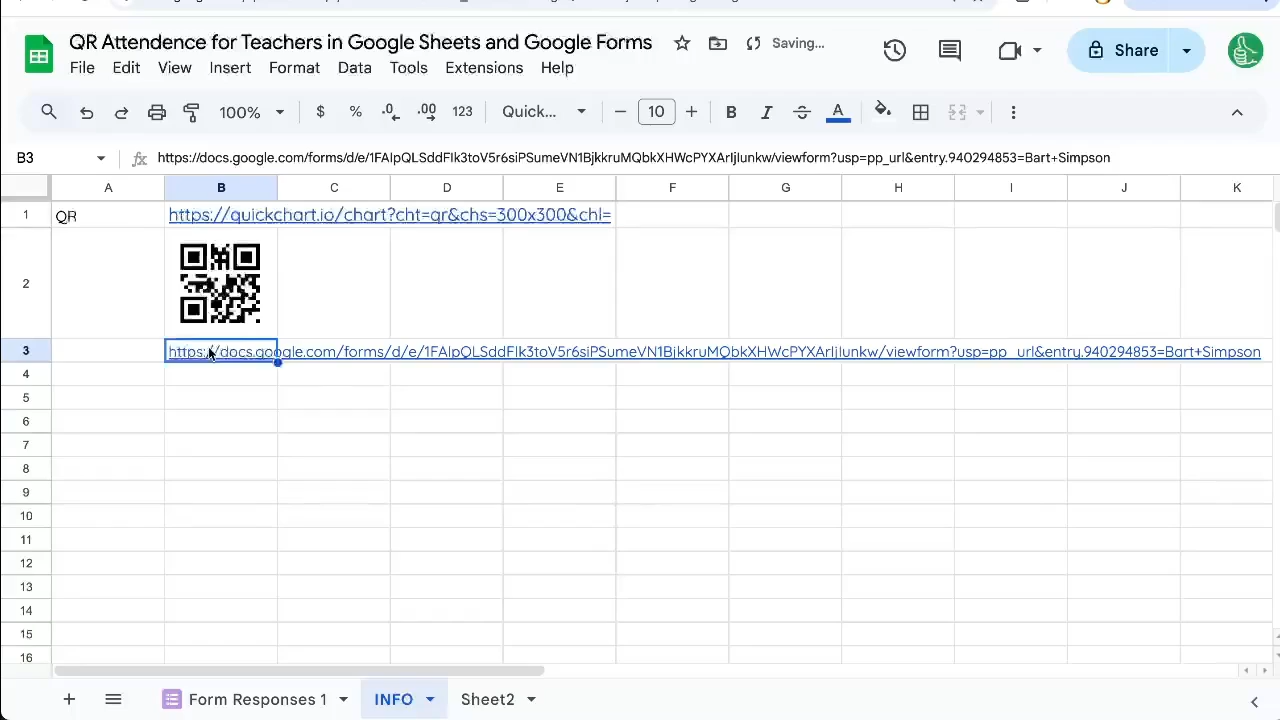 QR Attendence for Teachers in Google Sheets and Google Forms
Saving...
File Edit View Insert Format Data Tools Extensions Help
Share
100% $ % .0 .00 123 Quick... 10 B I A
B3 fx https://docs.google.com/forms/d/e/1FAIpQLSddFIk3toV5r6siPSumeVN1BjkkruMQbkXHWcPYXArIjIunkw/viewform?usp=pp_url&entry.940294853=Bart+Simpson
A B C D E F G H I J K
1 QR https://quickchart.io/chart?cht=qr&chs=300x300&chl=
2
3 https://docs.google.com/forms/d/e/1FAIpQLSddFIk3toV5r6siPSumeVN1BjkkruMQbkXHWcPYXArIjIunkw/viewform?usp=pp_url&entry.940294853=Bart+Simpson
4
5
6
7
8
9
10
11
12
13
14
15
16
Form Responses 1 INFO Sheet2